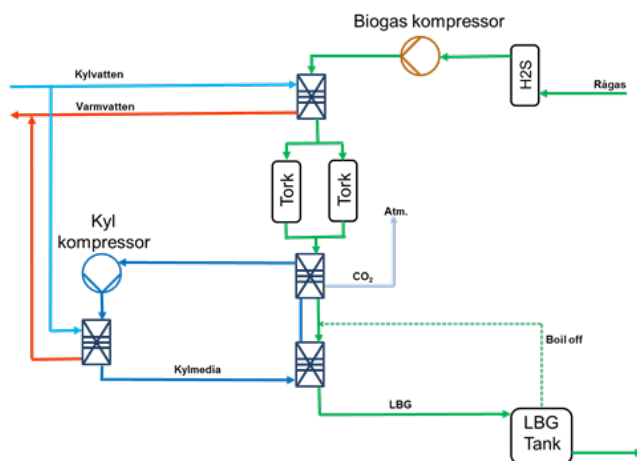 Biogas kompressor
Kylvatten
H2S
Rågas
Varmvatten
Tork
Tork
Atm.
Kyl
kompressor
CO₂
Boil off
Kylmedia
LBG
LBG
Tank